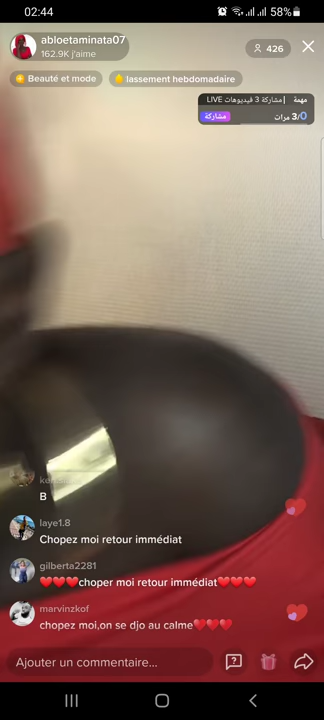 02:44
58%
abloetaminata07
162.9K j'aime
426
Beauté et mode
lassement hebdomadaire
مهمة | مشاركة 3 فيديوهات LIVE
3/0 مرات
مشاركة
B
laye1.8
Chopez moi retour immédiat
gilberta2281
❤️❤️❤️choper moi retour immédiat❤️❤️❤️
marvinzkof
chopez moi,on se djo au calme❤️❤️❤️
Ajouter un commentaire...